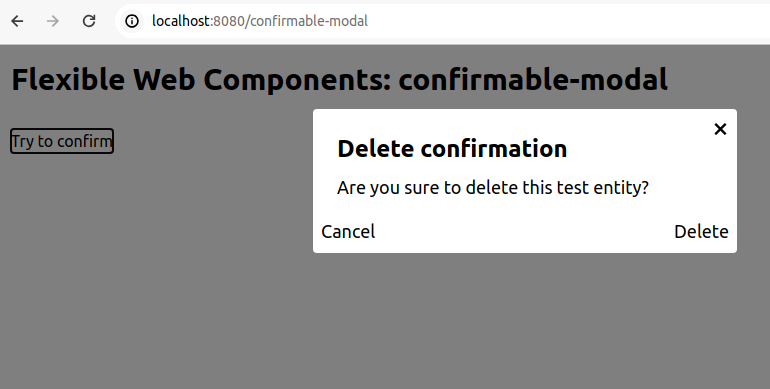 localhost:8080/confirmable-modal
Flexible Web Components: confirmable-modal
Try to confirm
Delete confirmation
Are you sure to delete this test entity?
Cancel Delete